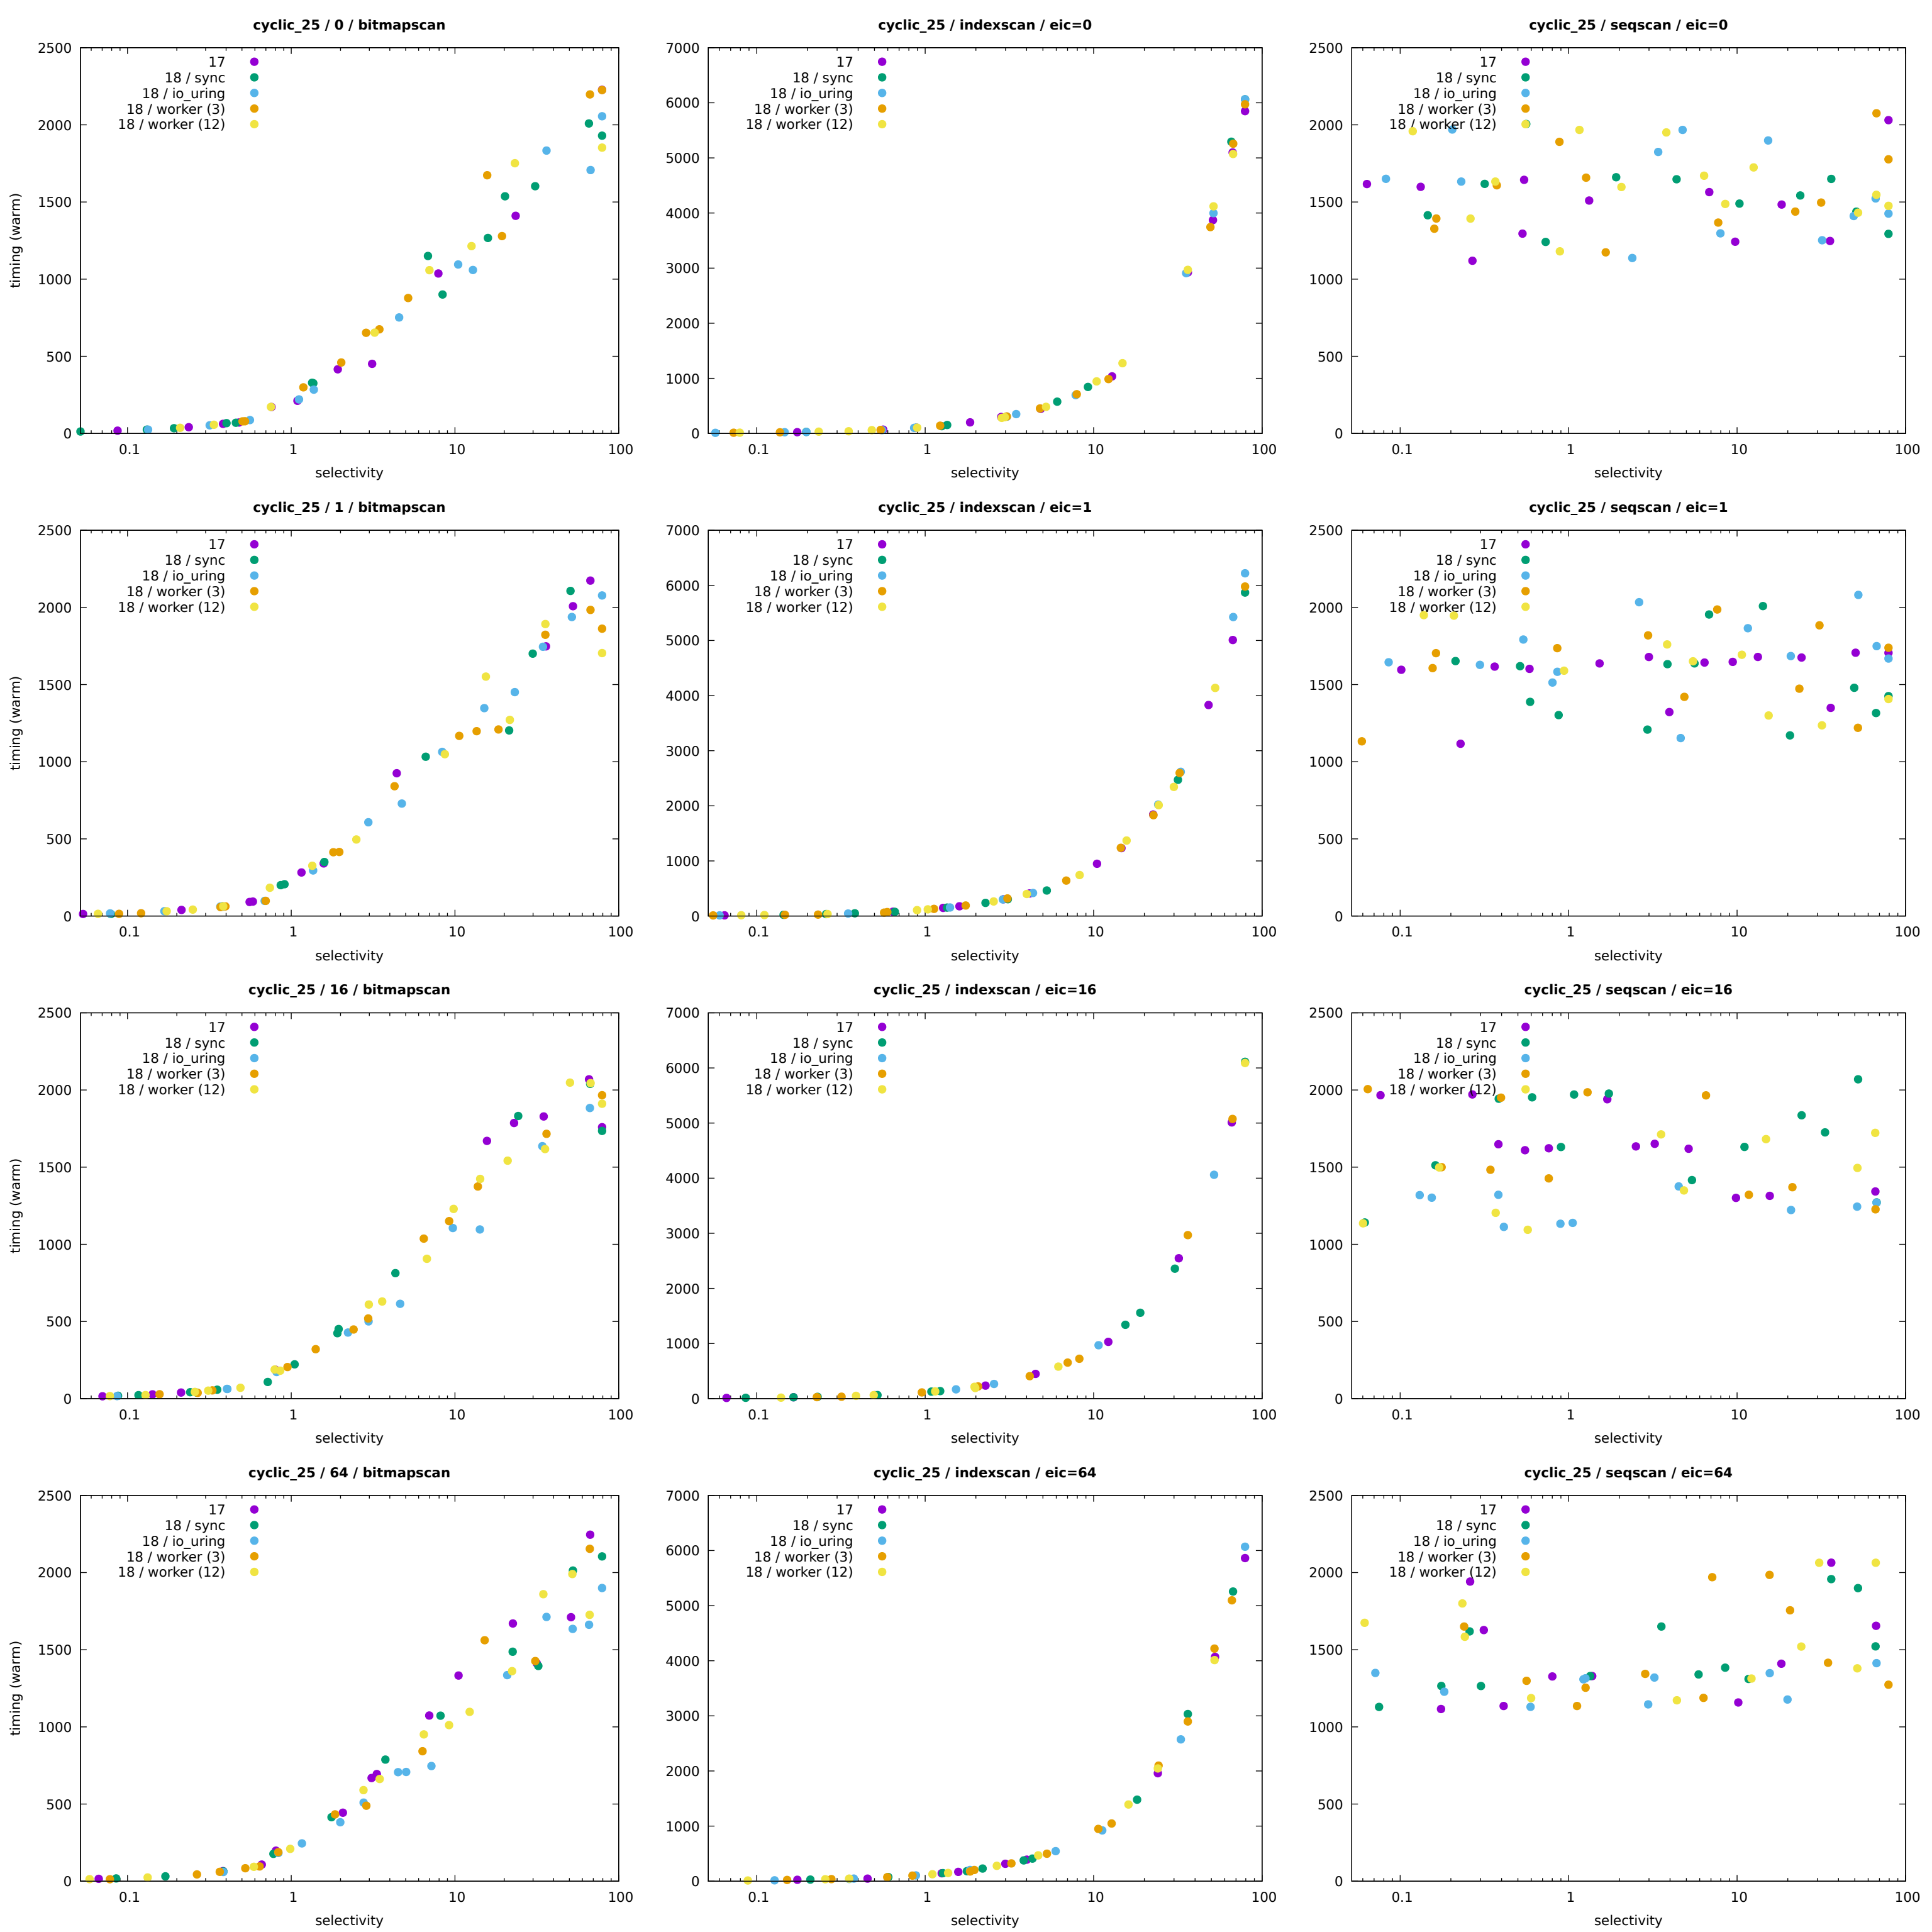 cyclic_25 / 0 / bitmapscan
2500
2000
1500
1000
500
0
timing (warm)
17
18 / sync
18 / io_uring
18 / worker (3)
18 / worker (12)
0.1
1
10
100
selectivity
cyclic_25 / indexscan / eic=0
7000
6000
5000
4000
3000
2000
1000
0
17
18 / sync
18 / io_uring
18 / worker (3)
18 / worker (12)
0.1
1
10
100
selectivity
cyclic_25 / seqscan / eic=0
2500
2000
1500
1000
500
0
17
18 / sync
18 / io_uring
18 / worker (3)
18 / worker (12)
0.1
1
10
100
selectivity
cyclic_25 / 1 / bitmapscan
2500
2000
1500
1000
500
0
timing (warm)
17
18 / sync
18 / io_uring
18 / worker (3)
18 / worker (12)
0.1
1
10
100
selectivity
cyclic_25 / indexscan / eic=1
7000
6000
5000
4000
3000
2000
1000
0
17
18 / sync
18 / io_uring
18 / worker (3)
18 / worker (12)
0.1
1
10
100
selectivity
cyclic_25 / seqscan / eic=1
2500
2000
1500
1000
500
0
17
18 / sync
18 / io_uring
18 / worker (3)
18 / worker (12)
0.1
1
10
100
selectivity
cyclic_25 / 16 / bitmapscan
2500
2000
1500
1000
500
0
timing (warm)
17
18 / sync
18 / io_uring
18 / worker (3)
18 / worker (12)
0.1
1
10
100
selectivity
cyclic_25 / indexscan / eic=16
7000
6000
5000
4000
3000
2000
1000
0
17
18 / sync
18 / io_uring
18 / worker (3)
18 / worker (12)
0.1
1
10
100
selectivity
cyclic_25 / seqscan / eic=16
2500
2000
1500
1000
500
0
17
18 / sync
18 / io_uring
18 / worker (3)
18 / worker (12)
0.1
1
10
100
selectivity
cyclic_25 / 64 / bitmapscan
2500
2000
1500
1000
500
0
timing (warm)
17
18 / sync
18 / io_uring
18 / worker (3)
18 / worker (12)
0.1
1
10
100
selectivity
cyclic_25 / indexscan / eic=64
7000
6000
5000
4000
3000
2000
1000
0
17
18 / sync
18 / io_uring
18 / worker (3)
18 / worker (12)
0.1
1
10
100
selectivity
cyclic_25 / seqscan / eic=64
2500
2000
1500
1000
500
0
17
18 / sync
18 / io_uring
18 / worker (3)
18 / worker (12)
0.1
1
10
100
selectivity